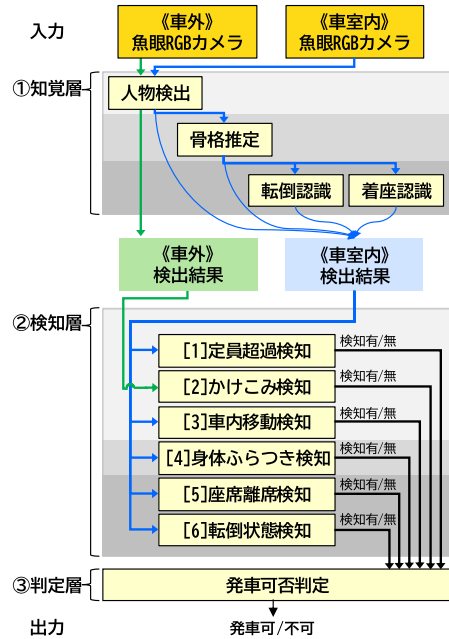 入力
《車外》
魚眼RGBカメラ
《車室内》
魚眼RGBカメラ
①知覚層
人物検出
骨格推定
転倒認識
着座認識
《車外》
検出結果
《車室内》
検出結果
②検知層
[1]定員超過検知
検知有/無
[2]かけこみ検知
検知有/無
[3]車内移動検知
検知有/無
[4]身体ふらつき検知
検知有/無
[5]座席離席検知
検知有/無
[6]転倒状態検知
検知有/無
③判定層
発車可否判定
出力
発車可/不可